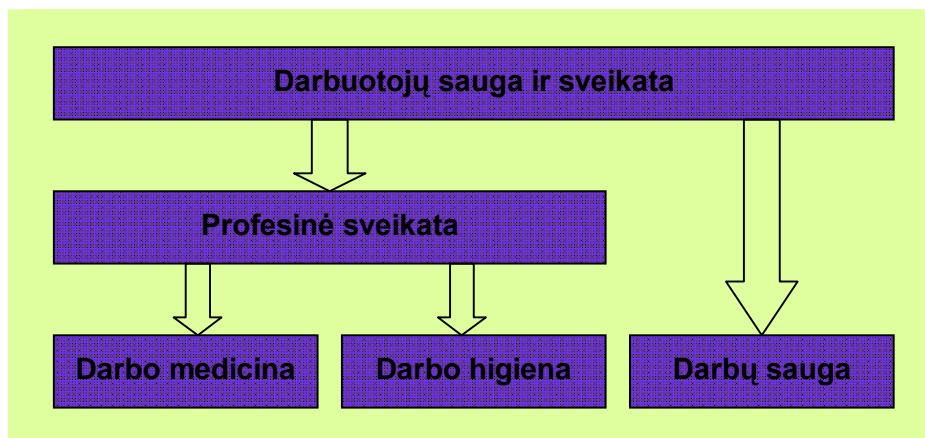 Darbuotojų sauga ir sveikata
Profesinė sveikata
Darbo medicina
Darbo higiena
Darbų sauga